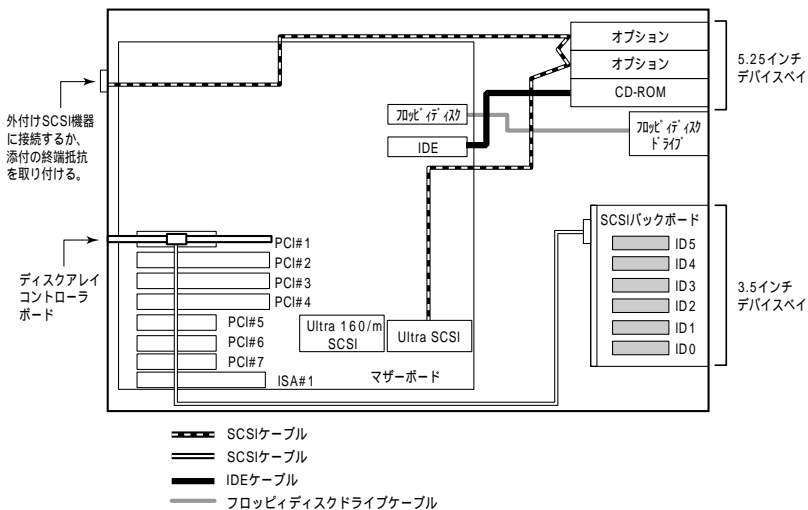 オプション
オプション
CD-ROM
5.25インチ
デバイスベイ
外付けSCSI機器
に接続するか、
添付の終端抵抗
を取り付ける。
フロッピィディスク
IDE
フロッピィディスク
ドライブ
SCSIバックボード
ID5
ID4
ID3
ID2
ID1
ID0
3.5インチ
デバイスベイ
ディスクアレイ
コントローラ
ボード
PCI#1
PCI#2
PCI#3
PCI#4
PCI#5
PCI#6
PCI#7
ISA#1
Ultra 160/m
SCSI
Ultra SCSI
マザーボード
SCSIケーブル
SCSIケーブル
IDEケーブル
フロッピィディスクドライブケーブル